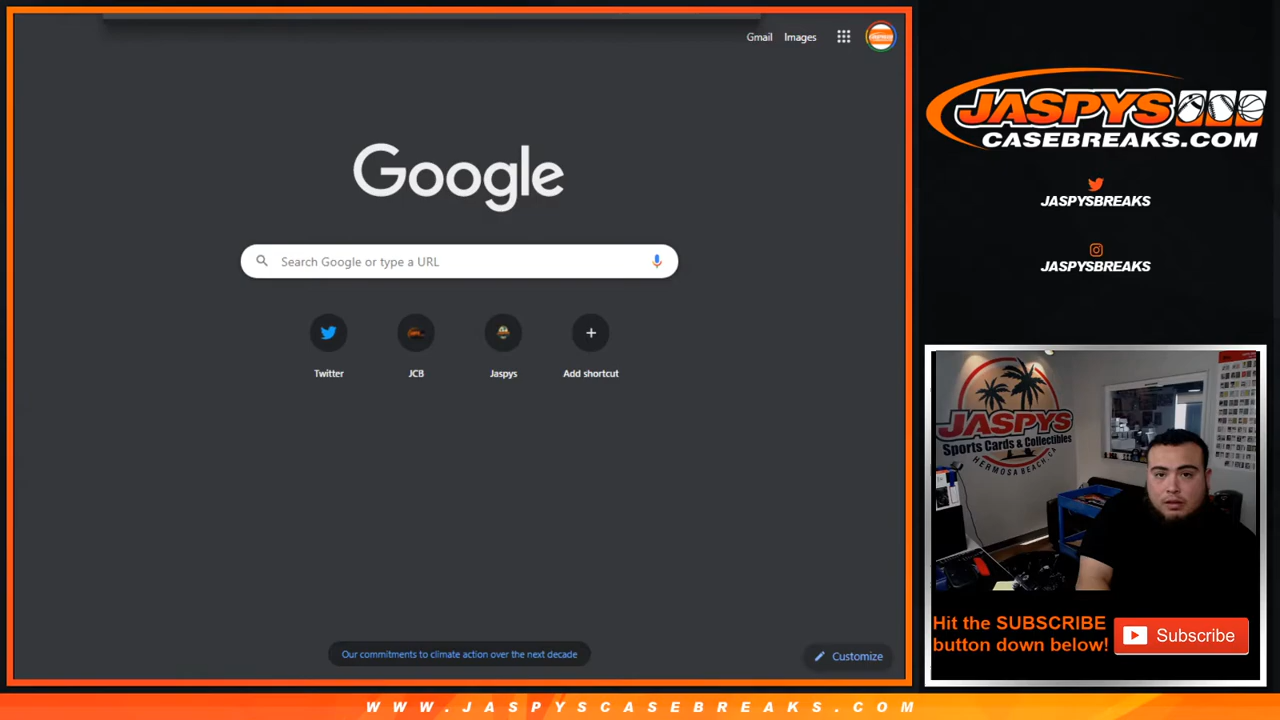 Gmail
Images
Google
Search Google or type a URL
Twitter
JCB
Jaspys
Add shortcut
Our commitments to climate action over the next decade
Customize
JASPYS
CASEBREAKS.COM
JASPYSBREAKS
JASPYSBREAKS
JASPYS
Sports Cards & Collectibles
HERMOSA BEACH, CA
Hit the SUBSCRIBE
button down below!
Subscribe
WWW.JASPYSCASEBREAKS.COM